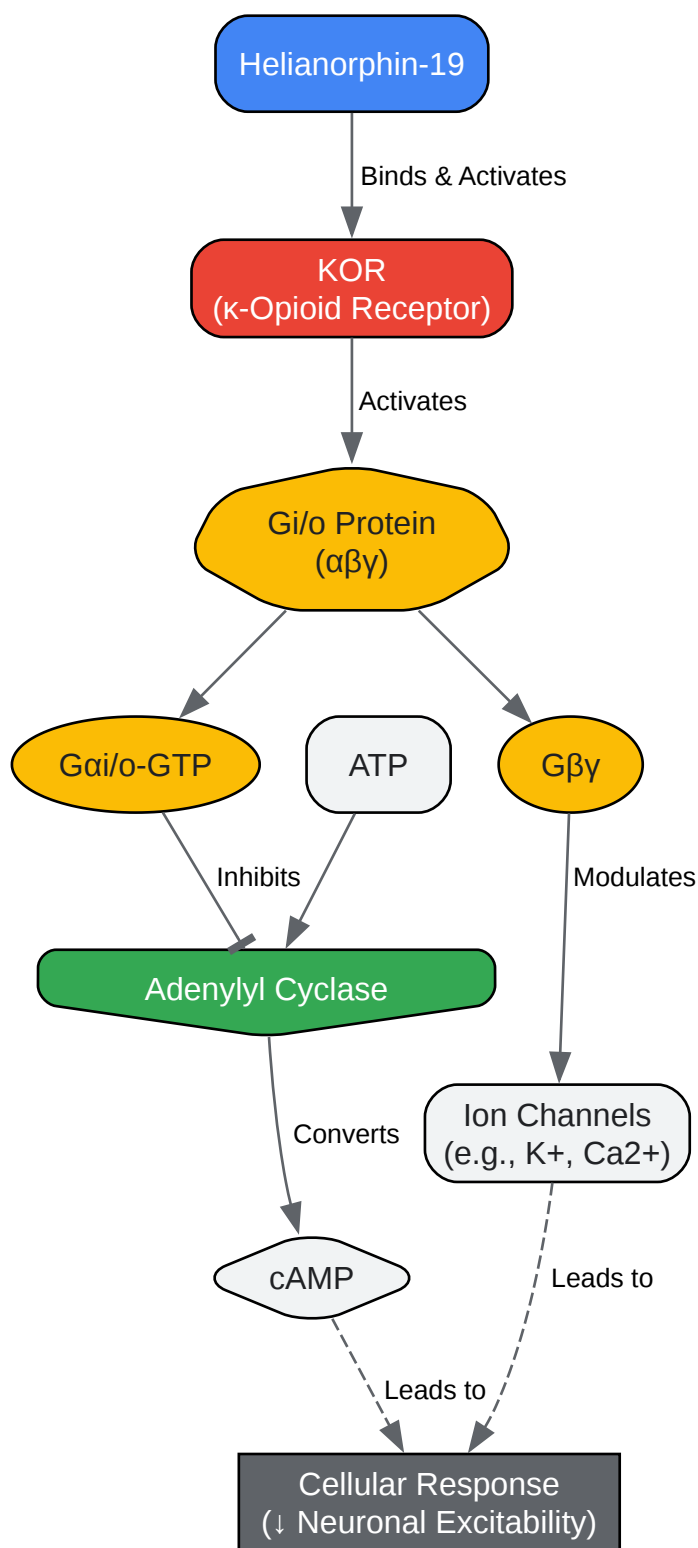 Helianorphin-19
Binds & Activates
KOR
(κ-Opioid Receptor)
Activates
Gi/o Protein
(αβγ)
Gαi/o-GTP
ATP
Gβγ
Inhibits
Modulates
Adenylyl Cyclase
Ion Channels
(e.g., K+, Ca2+)
Converts
cAMP
Leads to
Leads to
Cellular Response
(↓ Neuronal Excitability)